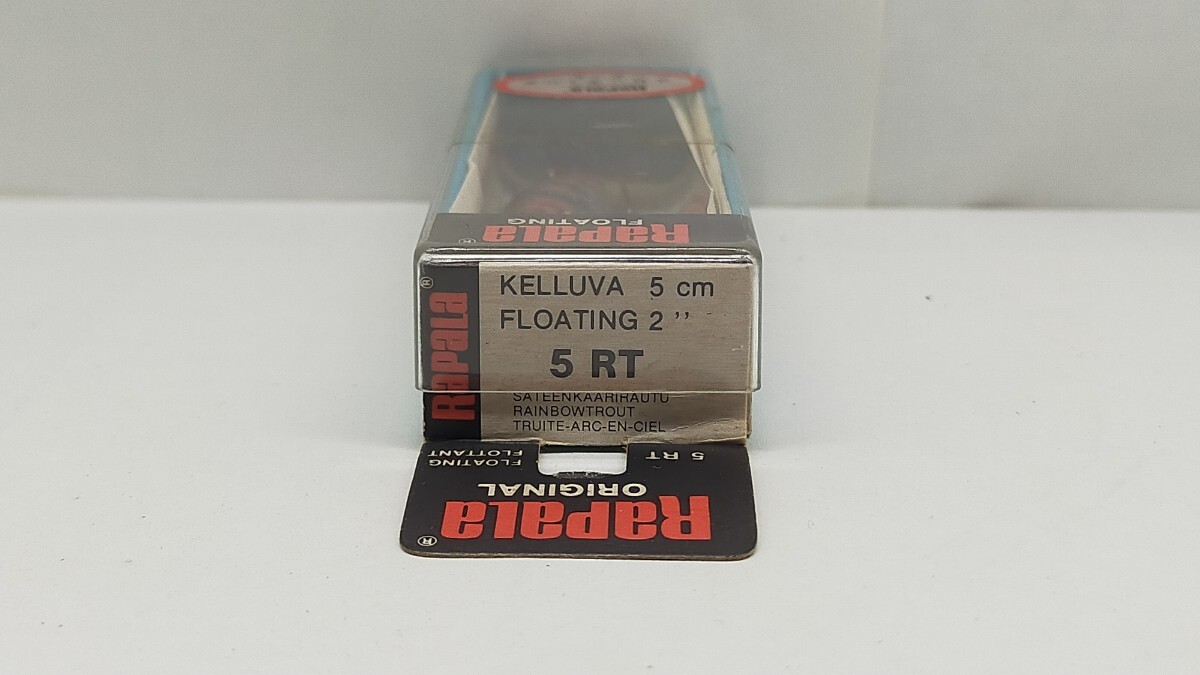 RAPALA
FLOATING
RAPALA ®
RAPALA ®
KELLUVA 5 cm
FLOATING 2 ’’
5 RT
SATEENKAARIRAUTU
RAINBOWTROUT
TRUITE-ARC-EN-CIEL
5 RT
FLOATING
FLOTTANT
ORIGINAL
RAPALA ®